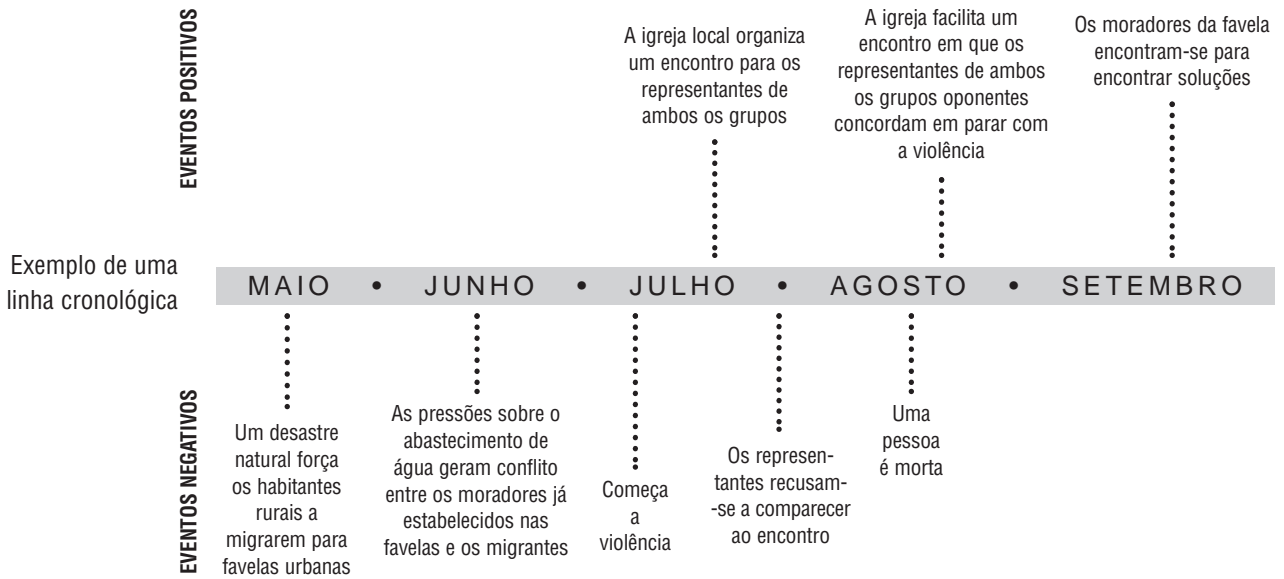 EVENTOS POSITIVOS
A igreja local organiza
um encontro para os
representantes de
ambos os grupos
A igreja facilita um
encontro em que os
representantes de ambos
os grupos oponentes
concordam em parar com
a violência
Os moradores da favela
encontram-se para
encontrar soluções
Exemplo de uma
linha cronológica
MAIO • JUNHO • JULHO • AGOSTO • SETEMBRO
EVENTOS NEGATIVOS
Um desastre
natural força
os habitantes
rurais a
migrarem para
favelas urbanas
As pressões sobre o
abastecimento de
água geram conflito
entre os moradores já
estabelecidos nas
favelas e os migrantes
Começa
a
violência
Os represen-
tantes recusam-
-se a comparecer
ao encontro
Uma
pessoa
é morta